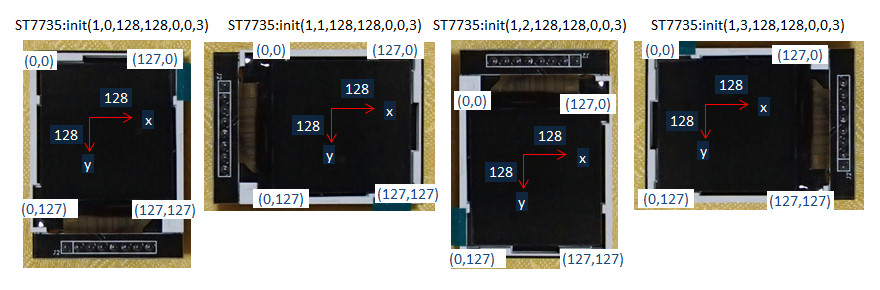 ST7735:init(1,0,128,128,0,0,3)
(0,0)
(127,0)
128
x
128
y
(0,127)
(127,127)
J2
ST7735:init(1,1,128,128,0,0,3)
(0,0)
(127,0)
128
x
128
y
(0,127)
(127,127)
ST7735:init(1,2,128,128,0,0,3)
J2
(0,0)
(127,0)
128
x
128
y
(0,127)
(127,127)
ST7735:init(1,3,128,128,0,0,3)
(0,0)
(127,0)
128
x
128
y
(0,127)
(127,127)
J2